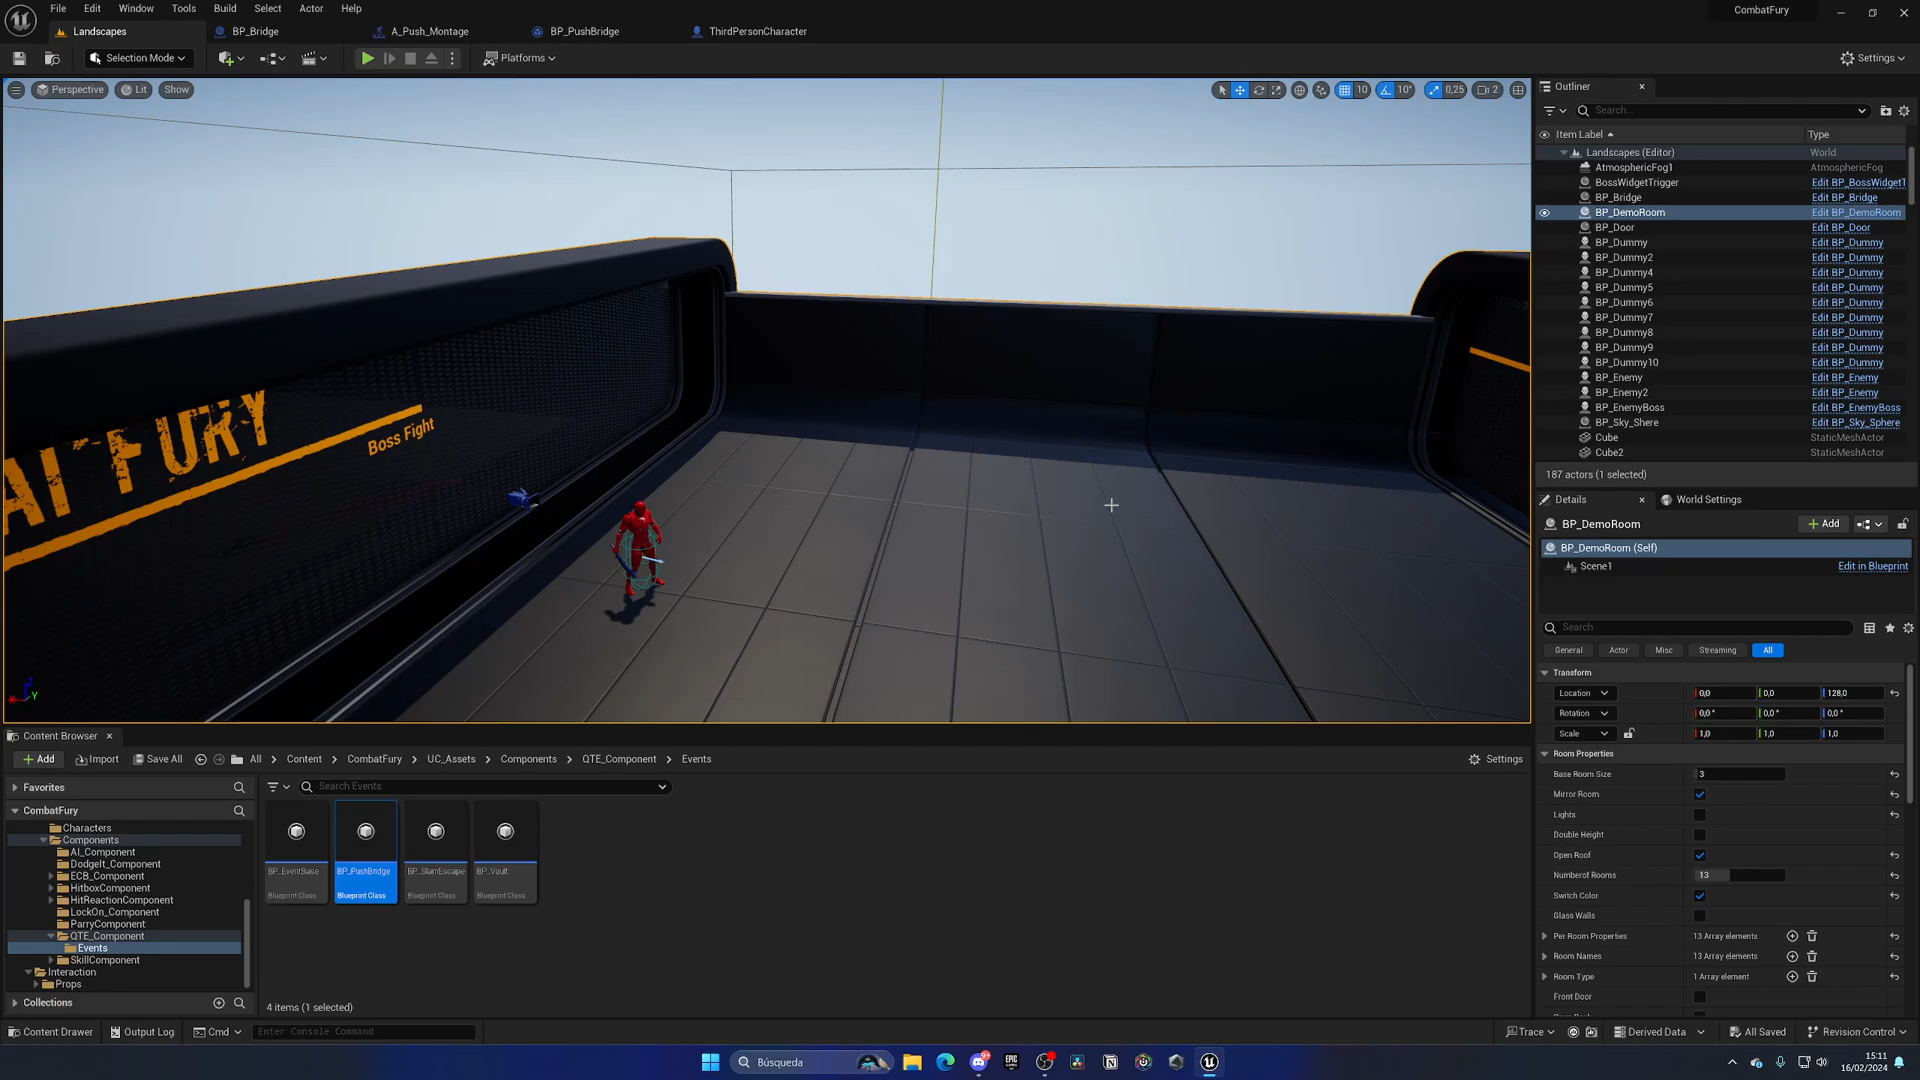 File Edit Window Tools Build Select Actor Help
CombatFury
Landscapes BP_Bridge A_Push_Montage BP_PushBridge ThirdPersonCharacter
Selection Mode Platforms Settings
Perspective Lit Show 10 10° 0,25 2
AI FURY
Boss Fight
Outliner
Search...
Item Label Type
Landscapes (Editor) World
AtmosphericFog1 AtmosphericFog
BossWidgetTrigger Edit BP_BossWidget1
BP_Bridge Edit BP_Bridge
BP_DemoRoom Edit BP_DemoRoom
BP_Door Edit BP_Door
BP_Dummy Edit BP_Dummy
BP_Dummy2 Edit BP_Dummy
BP_Dummy4 Edit BP_Dummy
BP_Dummy5 Edit BP_Dummy
BP_Dummy6 Edit BP_Dummy
BP_Dummy7 Edit BP_Dummy
BP_Dummy8 Edit BP_Dummy
BP_Dummy9 Edit BP_Dummy
BP_Dummy10 Edit BP_Dummy
BP_Enemy Edit BP_Enemy
BP_Enemy2 Edit BP_Enemy
BP_EnemyBoss Edit BP_EnemyBoss
BP_Sky_Shere Edit BP_Sky_Sphere
Cube StaticMeshActor
Cube2 StaticMeshActor
187 actors (1 selected)
Details World Settings
BP_DemoRoom Add
BP_DemoRoom (Self)
Scene1 Edit in Blueprint
Search
General Actor Misc Streaming All
Transform
Location 0,0 0,0 128,0
Rotation 0,0 ° 0,0 ° 0,0 °
Scale 1,0 1,0 1,0
Room Properties
Base Room Size 3
Mirror Room
Lights
Double Height
Open Roof
Numberof Rooms 13
Switch Color
Glass Walls
Per Room Properties 13 Array elements
Room Names 13 Array elements
Room Type 1 Array element
Front Door
Content Browser
Add Import Save All All Content CombatFury UC_Assets Components QTE_Component Events Settings
Favorites
CombatFury
Characters
Components
AI_Component
DodgeIt_Component
ECB_Component
HitboxComponent
HitReactionComponent
LockOn_Component
ParryComponent
QTE_Component
Events
SkillComponent
Interaction
Props
Collections
Search Events
BP_EventBase BP_PushBridge BP_SlamEscape BP_Vault
Blueprint Class Blueprint Class Blueprint Class Blueprint Class
4 items (1 selected)
Content Drawer Output Log Cmd Enter Console Command Trace Derived Data All Saved Revision Control
Búsqueda
15:11
16/02/2024